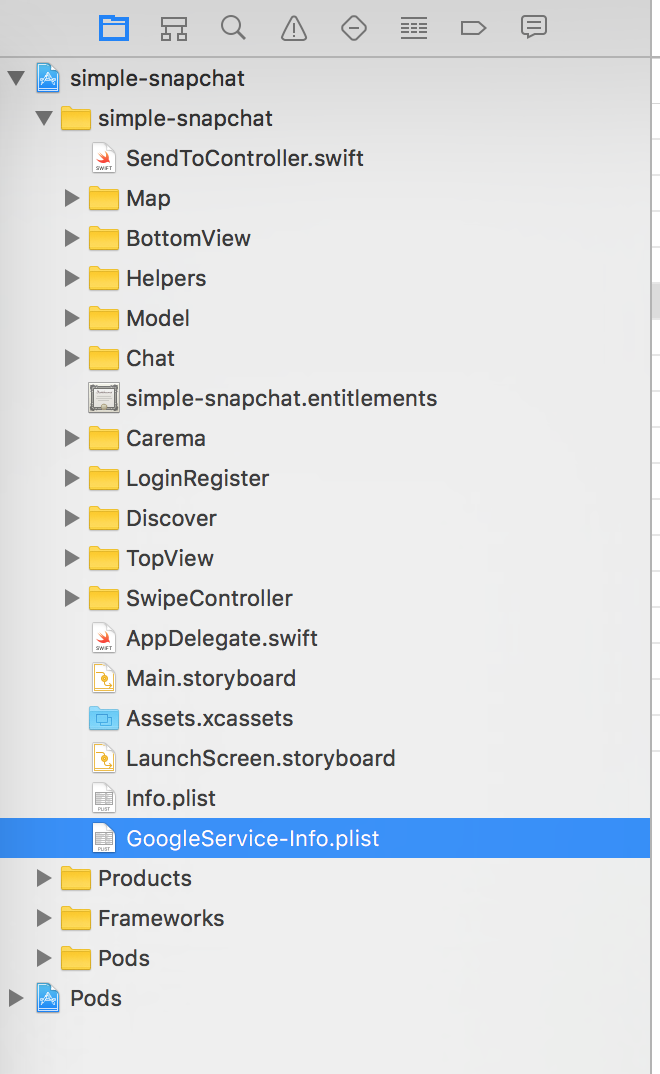 simple-snapchat
simple-snapchat
SendToController.swift
Map
BottomView
Helpers
Model
Chat
simple-snapchat.entitlements
Carema
LoginRegister
Discover
TopView
SwipeController
AppDelegate.swift
Main.storyboard
Assets.xcassets
LaunchScreen.storyboard
Info.plist
GoogleService-Info.plist
Products
Frameworks
Pods
Pods